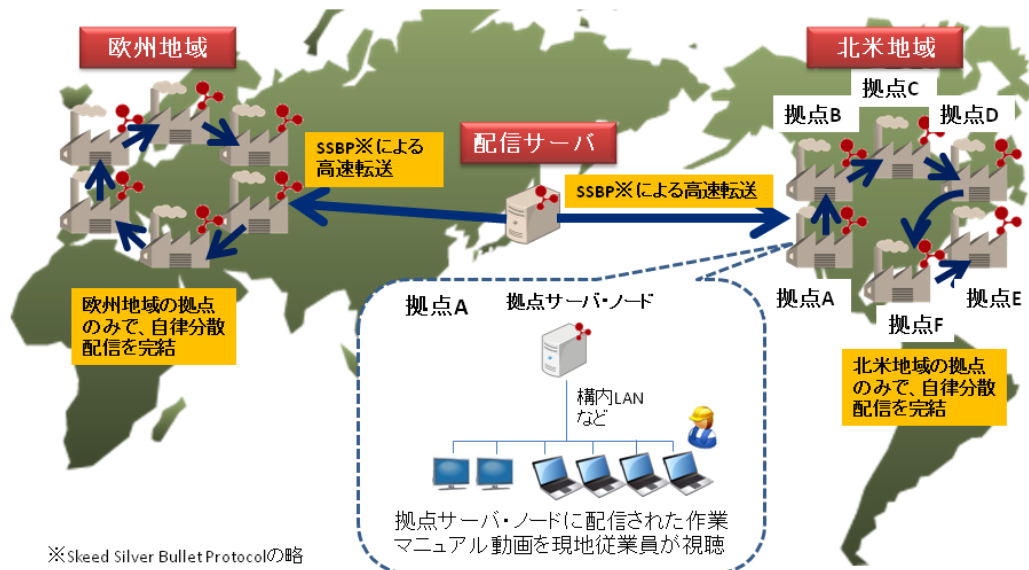 欧州地域
北米地域
拠点C
拠点B
拠点D
SSBP※による
高速転送
配信サーバ
SSBP※による高速転送
拠点A
拠点E
拠点F
欧州地域の拠点
のみで、自律分散
配信を完結
拠点A
拠点サーバ・ノード
構内LAN
など
北米地域の拠点
のみで、自律分散
配信を完結
拠点サーバ・ノードに配信された作業
マニュアル動画を現地従業員が視聴
※Skeed Silver Bullet Protocolの略